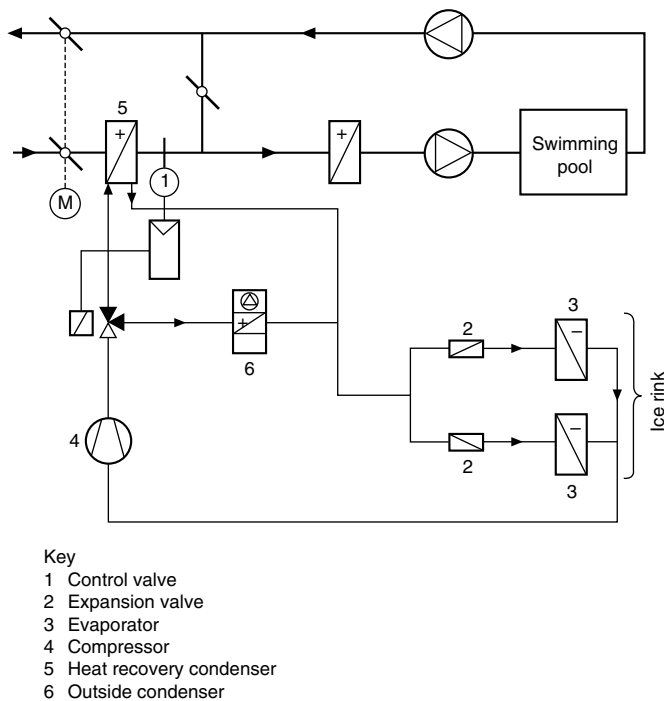 5
Swimming
pool
1
M
3
2
6
4
2
3
Ice rink
Key
1 Control valve
2 Expansion valve
3 Evaporator
4 Compressor
5 Heat recovery condenser
6 Outside condenser